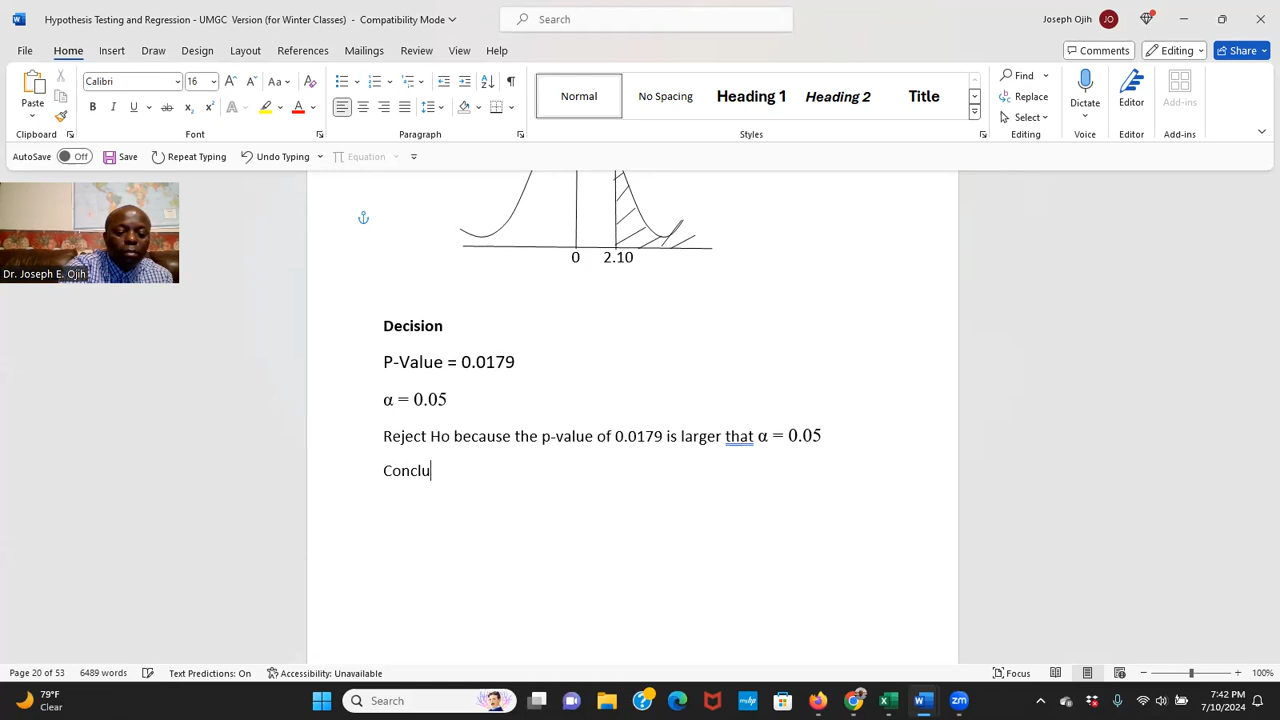 Hypothesis Testing and Regression - UMGC Version (for Winter Classes) - Compatibility Mode
Search
Joseph Ojih
JO
File Home Insert Draw Design Layout References Mailings Review View Help
Comments Editing Share
Calibri 16 A A Aa A
Paste
B I U ab x₂ x² A A
Normal No Spacing Heading 1 Heading 2 Title
Find
Replace
Select
Dictate
Editor
Add-ins
Clipboard Font Paragraph Styles Editing Voice Editor Add-ins
AutoSave Off Save Repeat Typing Undo Typing Equation
Dr. Joseph E. Ojih
0 2.10
Decision
P-Value = 0.0179
α = 0.05
Reject Ho because the p-value of 0.0179 is larger that α = 0.05
Conclu
Page 20 of 53 6489 words Text Predictions: On Accessibility: Unavailable Focus 100%
79°F
Clear
Search
7:42 PM
7/10/2024